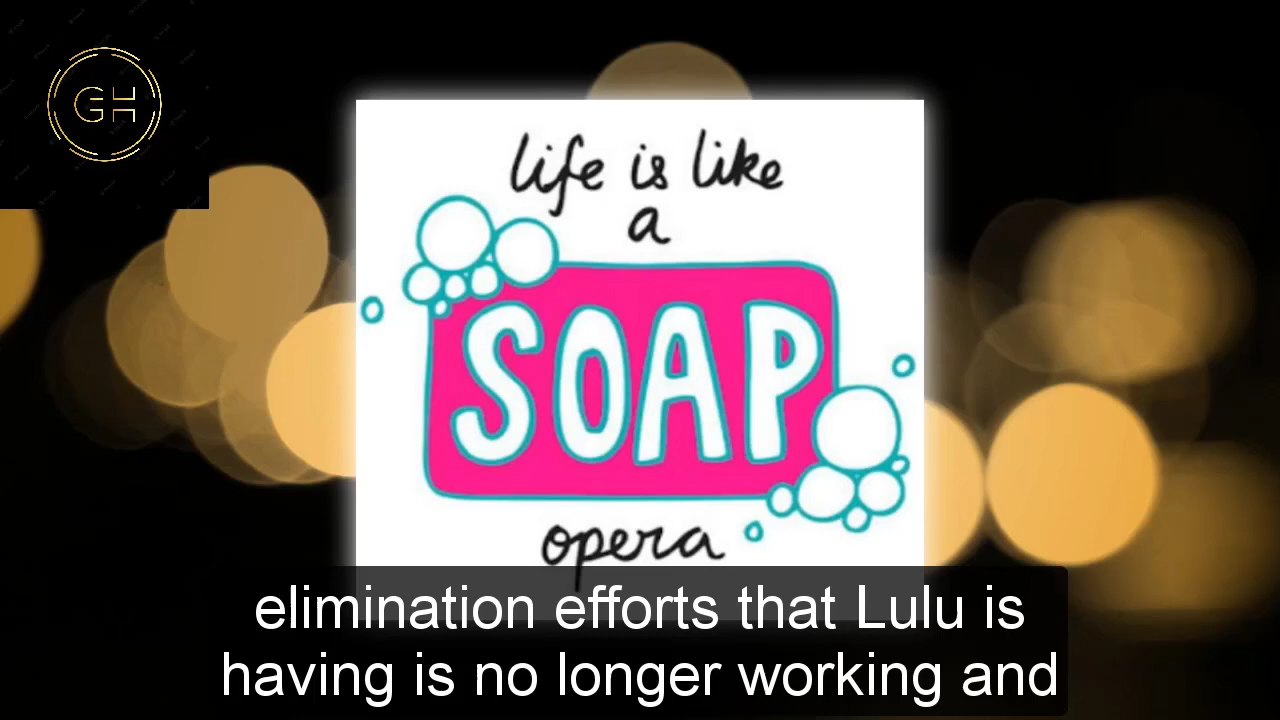 GH
life is like
a
SOAP
opera
elimination efforts that Lulu is
having is no longer working and